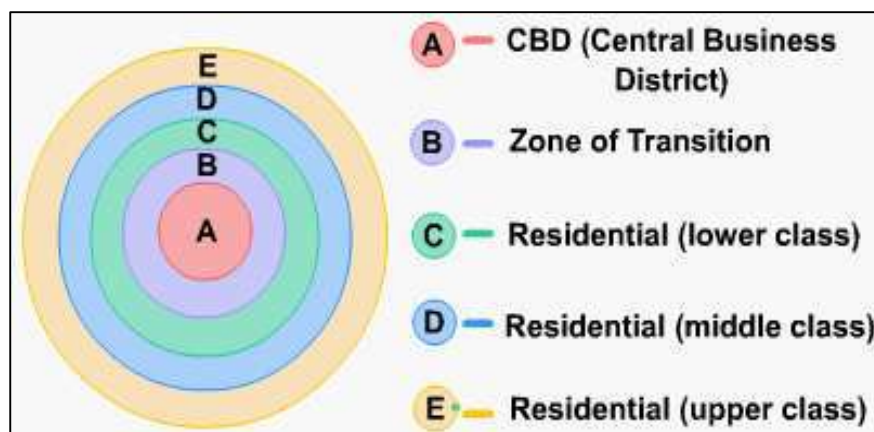 E
D
C
B
A
A CBD (Central Business
District)
B Zone of Transition
C Residential (lower class)
D Residential (middle class)
E Residential (upper class)